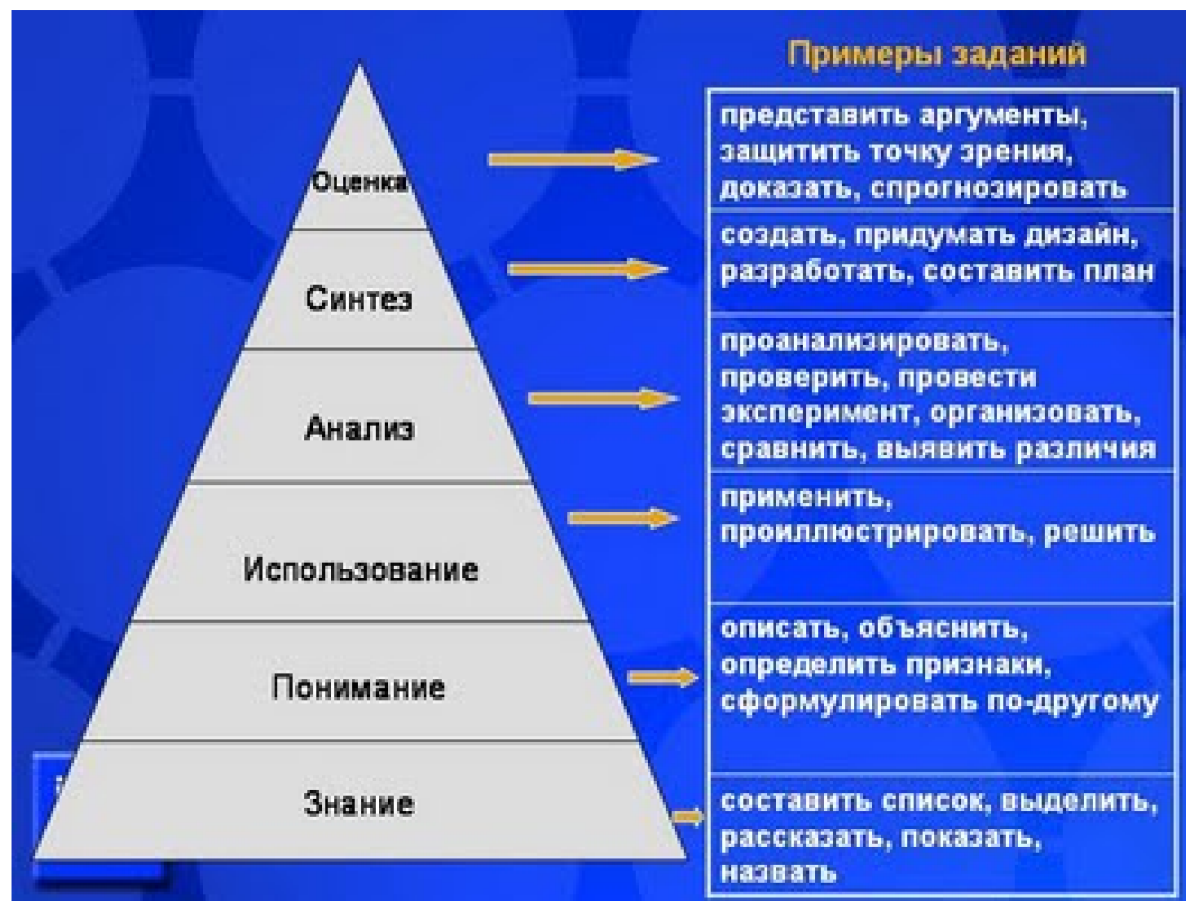 Примеры заданий
Оценка
представить аргументы,
защитить точку зрения,
доказать, спрогнозировать
Синтез
создать, придумать дизайн,
разработать, составить план
Анализ
проанализировать,
проверить, провести
эксперимент, организовать,
сравнить, выявить различия
Использование
применить,
проиллюстрировать, решить
Понимание
описать, объяснить,
определить признаки,
сформулировать по-другому
Знание
составить список, выделить,
рассказать, показать,
назвать